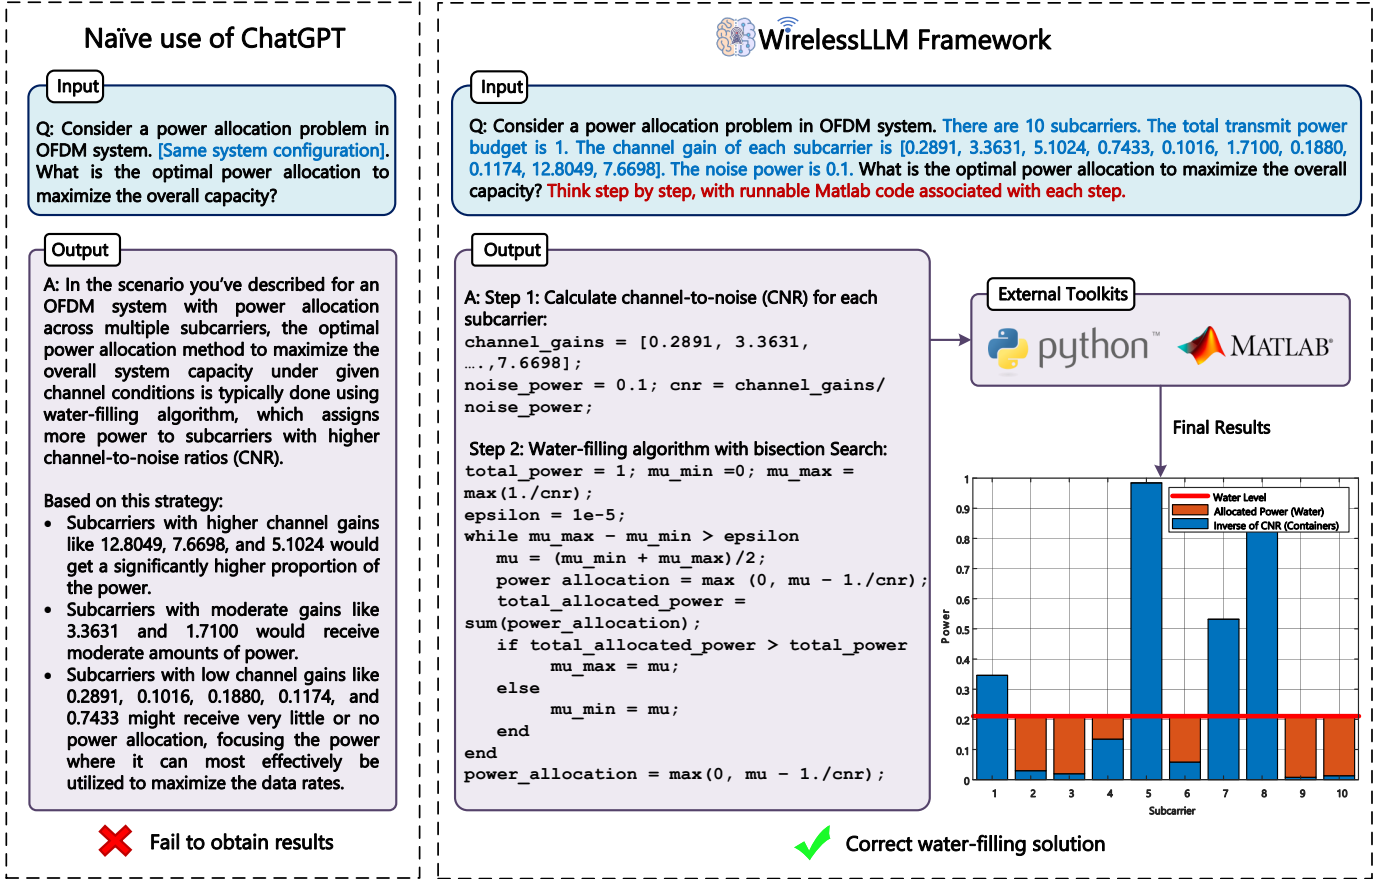 Naïve use of ChatGPT
Input
Q: Consider a power allocation problem in
OFDM system. [Same system configuration].
What is the optimal power allocation to
maximize the overall capacity?
Output
A: In the scenario you've described for an
OFDM system with power allocation
across multiple subcarriers, the optimal
power allocation method to maximize the
overall system capacity under given
channel conditions is typically done using
water-filling algorithm, which assigns
more power to subcarriers with higher
channel-to-noise ratios (CNR).
Based on this strategy:
• Subcarriers with higher channel gains
like 12.8049, 7.6698, and 5.1024 would
get a significantly higher proportion of
the power.
• Subcarriers with moderate gains like
3.3631 and 1.7100 would receive
moderate amounts of power.
• Subcarriers with low channel gains like
0.2891, 0.1016, 0.1880, 0.1174, and
0.7433 might receive very little or no
power allocation, focusing the power
where it can most effectively be
utilized to maximize the data rates.
Fail to obtain results
WirelessLLM Framework
Input
Q: Consider a power allocation problem in OFDM system. There are 10 subcarriers. The total transmit power
budget is 1. The channel gain of each subcarrier is [0.2891, 3.3631, 5.1024, 0.7433, 0.1016, 1.7100, 0.1880,
0.1174, 12.8049, 7.6698]. The noise power is 0.1. What is the optimal power allocation to maximize the overall
capacity? Think step by step, with runnable Matlab code associated with each step.
Output
A: Step 1: Calculate channel-to-noise (CNR) for each
subcarrier:
channel_gains = [0.2891, 3.3631,
….,7.6698];
noise_power = 0.1; cnr = channel_gains/
noise_power;
Step 2: Water-filling algorithm with bisection Search:
total_power = 1; mu_min =0; mu_max =
max(1./cnr);
epsilon = 1e-5;
while mu_max – mu_min > epsilon
mu = (mu_min + mu_max)/2;
power allocation = max (0, mu – 1./cnr);
total_allocated_power =
sum(power_allocation);
if total_allocated_power > total_power
mu_max = mu;
else
mu_min = mu;
end
end
power_allocation = max(0, mu – 1./cnr);
External Toolkits
python™
MATLAB®
Final Results
Water Level
Allocated Power (Water)
Inverse of CNR (Containers)
1
0.9
0.8
0.7
0.6
0.5
0.4
0.3
0.2
0.1
0
Power
1 2 3 4 5 6 7 8 9 10
Subcarrier
Correct water-filling solution